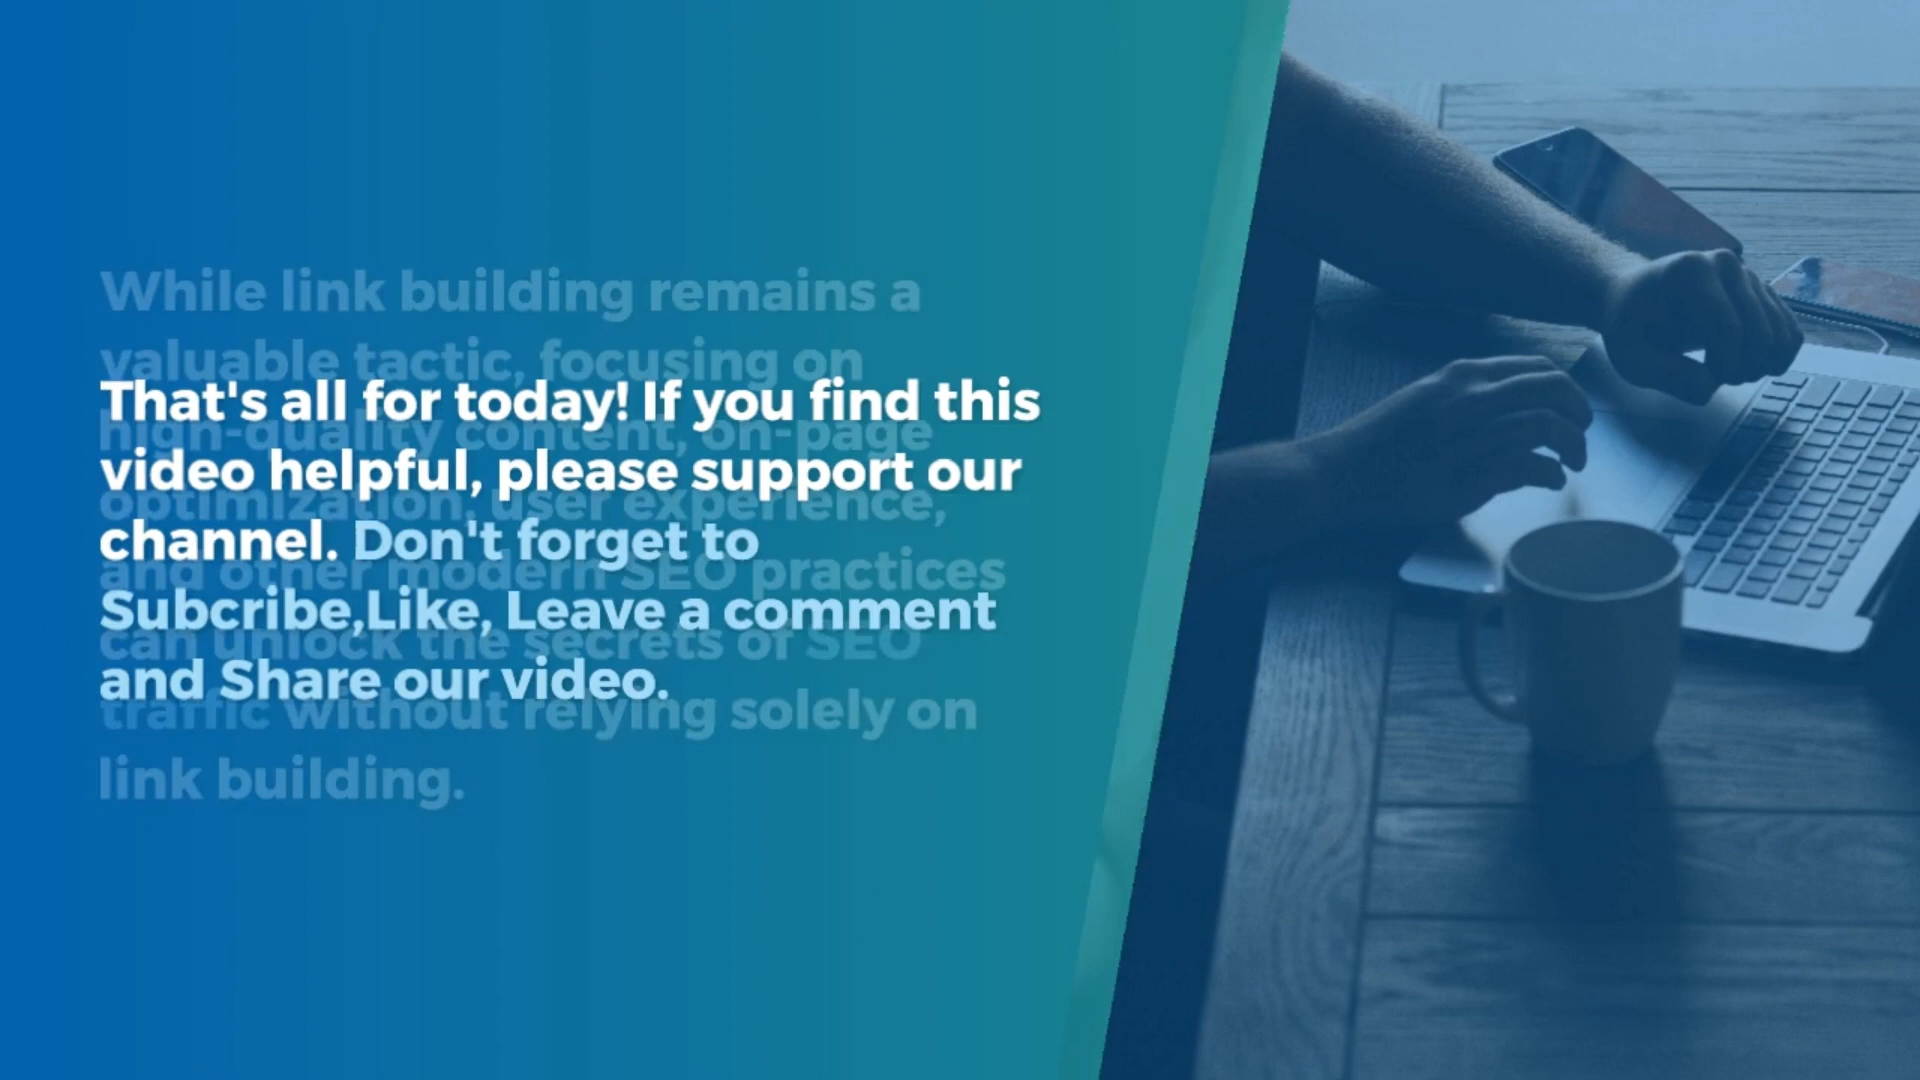 While link building remains a
valuable tactic, focusing on
high-quality content, on-page
optimization, user experience,
and other modern SEO practices
can unlock the secrets of SEO
traffic without relying solely on
link building.
That's all for today! If you find this
video helpful, please support our
channel. Don't forget to
Subcribe,Like, Leave a comment
and Share our video.